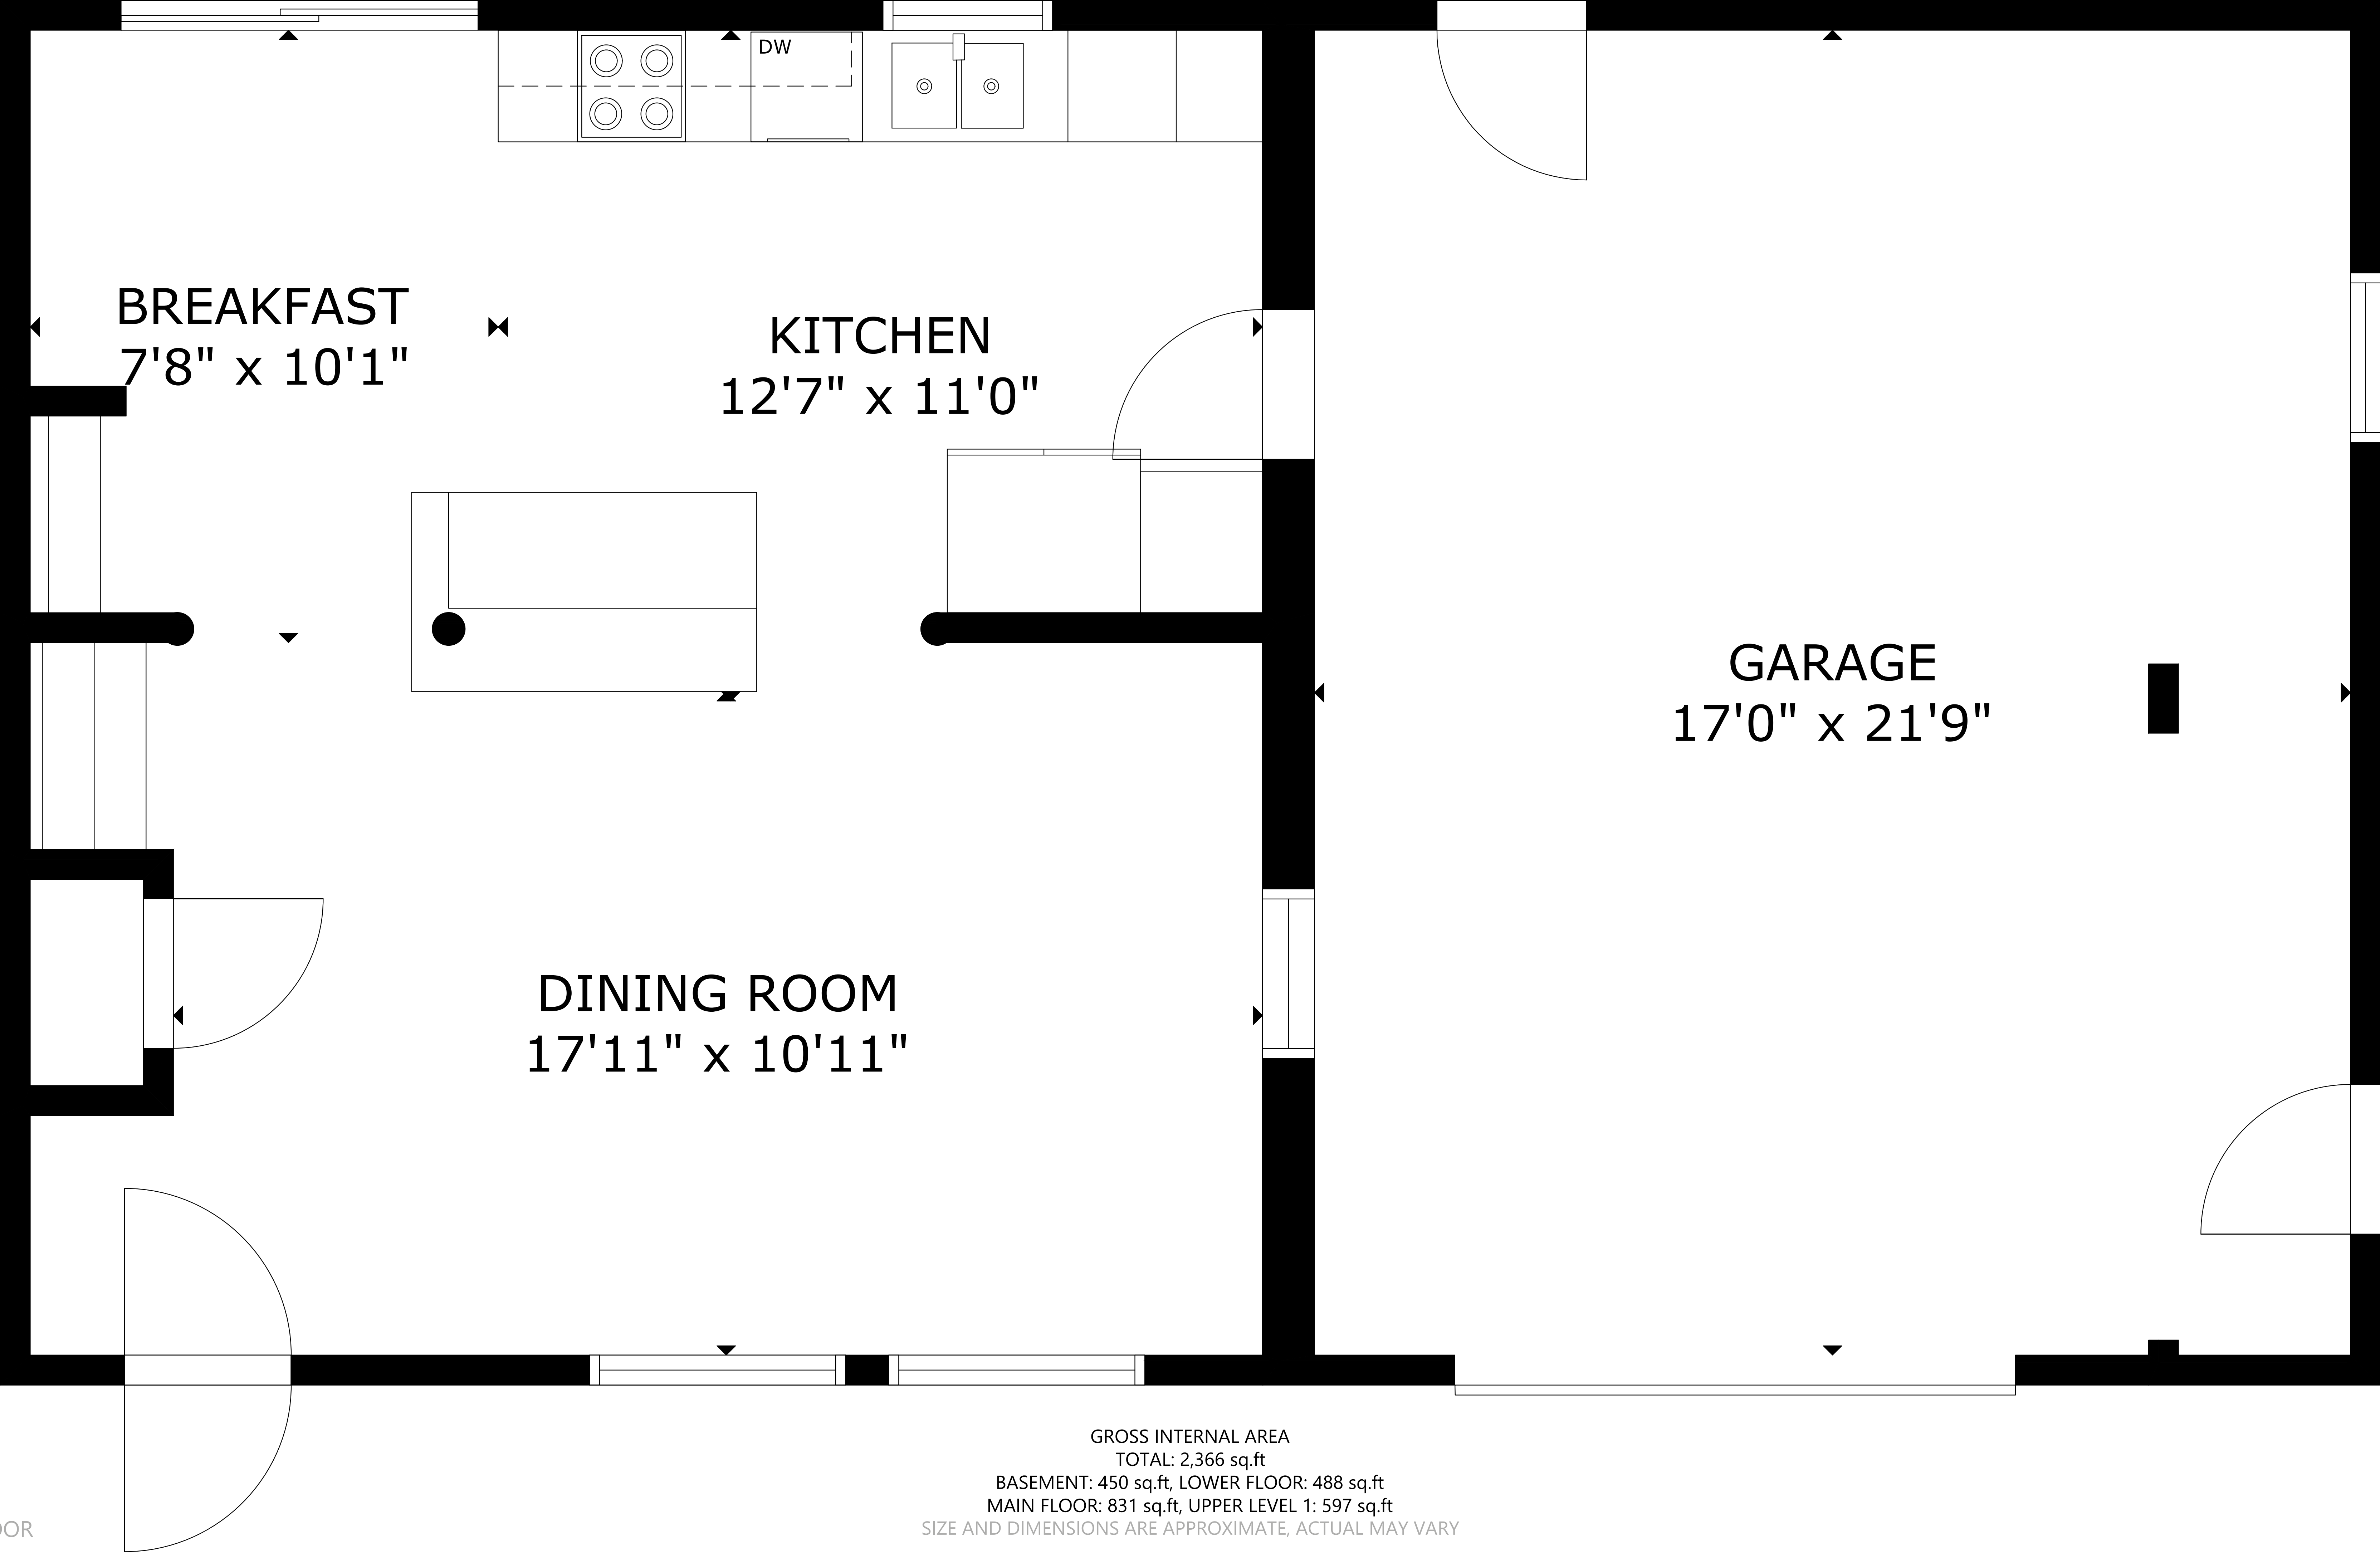 DW
BREAKFAST
7'8" x 10'1"
KITCHEN
12'7" x 11'0"
GARAGE
17'0" x 21'9"
DINING ROOM
17'11" x 10'11"
GROSS INTERNAL AREA
TOTAL: 2,366 sq.ft
BASEMENT: 450 sq.ft, LOWER FLOOR: 488 sq.ft
MAIN FLOOR: 831 sq.ft, UPPER LEVEL 1: 597 sq.ft
SIZE AND DIMENSIONS ARE APPROXIMATE, ACTUAL MAY VARY